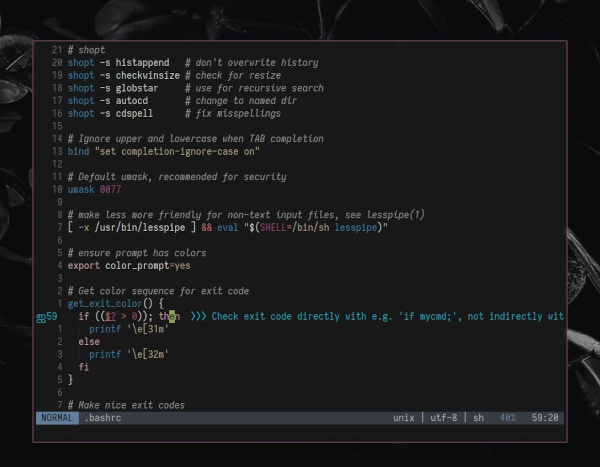 21 # shopt
20 shopt -s histappend # don't overwrite history
19 shopt -s checkwinsize # check for resize
18 shopt -s globstar # use for recursive search
17 shopt -s autocd # change to named dir
16 shopt -s cdspell # fix misspellings
15
14 # Ignore upper and lowercase when TAB completion
13 bind "set completion-ignore-case on"
12
11 # Default umask, recommended for security
10 umask 0077
9
8 # make less more friendly for non-text input files, see lesspipe(1)
7 [ -x /usr/bin/lesspipe ] && eval "$(SHELL=/bin/sh lesspipe)"
6
5 # ensure prompt has colors
4 export color_prompt=yes
3
2 # Get color sequence for exit code
1 get_exit_color() {
59 if (($? > 0)); then 》》》 Check exit code directly with e.g. 'if mycmd;', not indirectly wit
1 printf '\e[31m'
2 else
3 printf '\e[32m'
4 fi
5 }
6
7 # Make nice exit codes
NORMAL .bashrc unix | utf-8 | sh 40% 59:20